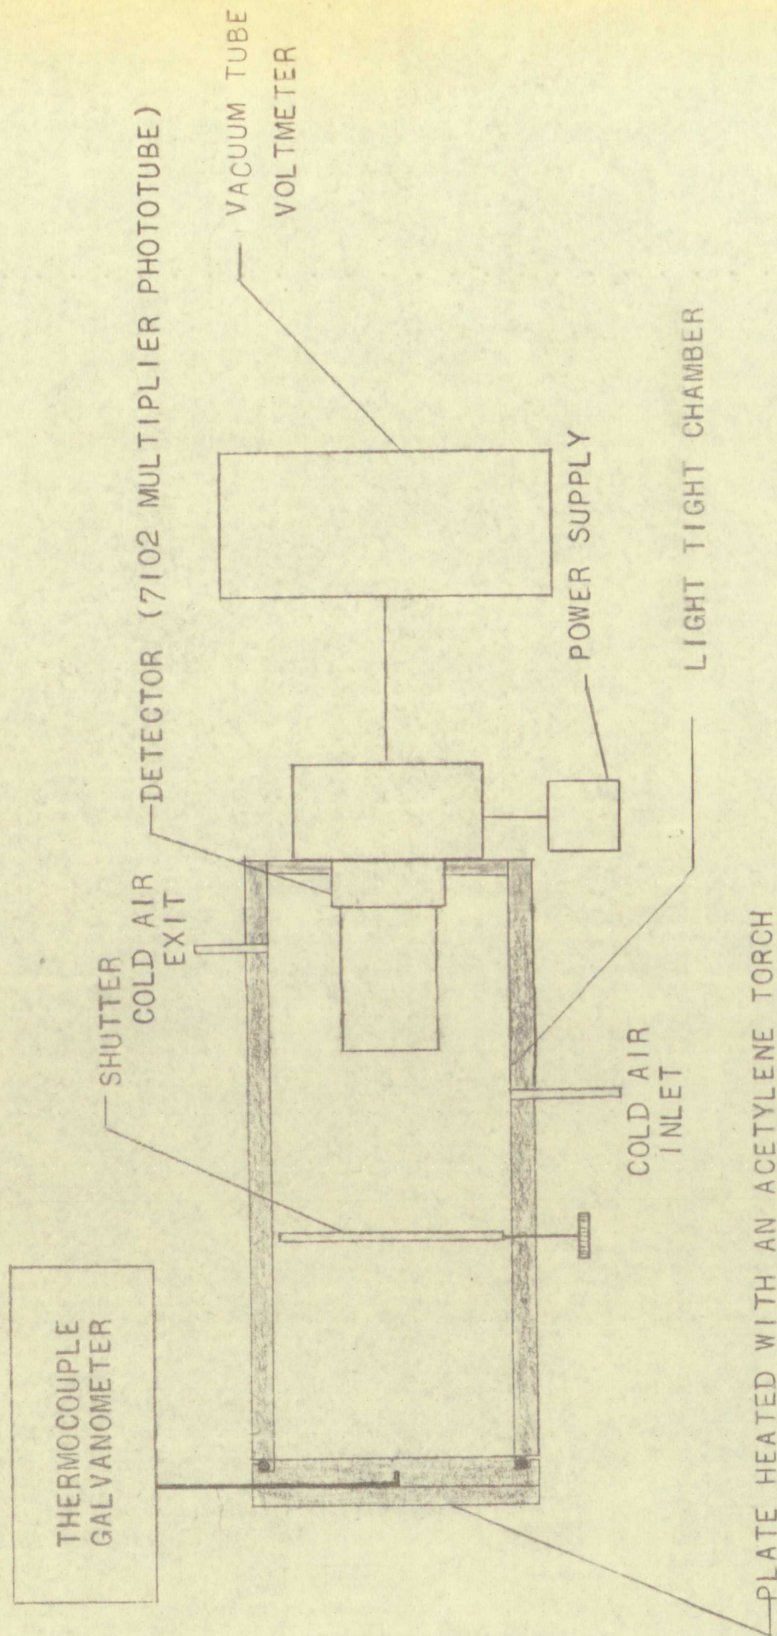 THERMOCOUPLE
GALVANOMETER
SHUTTER
COLD AIR
EXIT
DETECTOR (7102 MULTIPLIER PHOTOTUBE)
VACUUM TUBE
VOLTMETER
POWER SUPPLY
LIGHT TIGHT CHAMBER
COLD AIR
INLET
PLATE HEATED WITH AN ACETYLENE TORCH